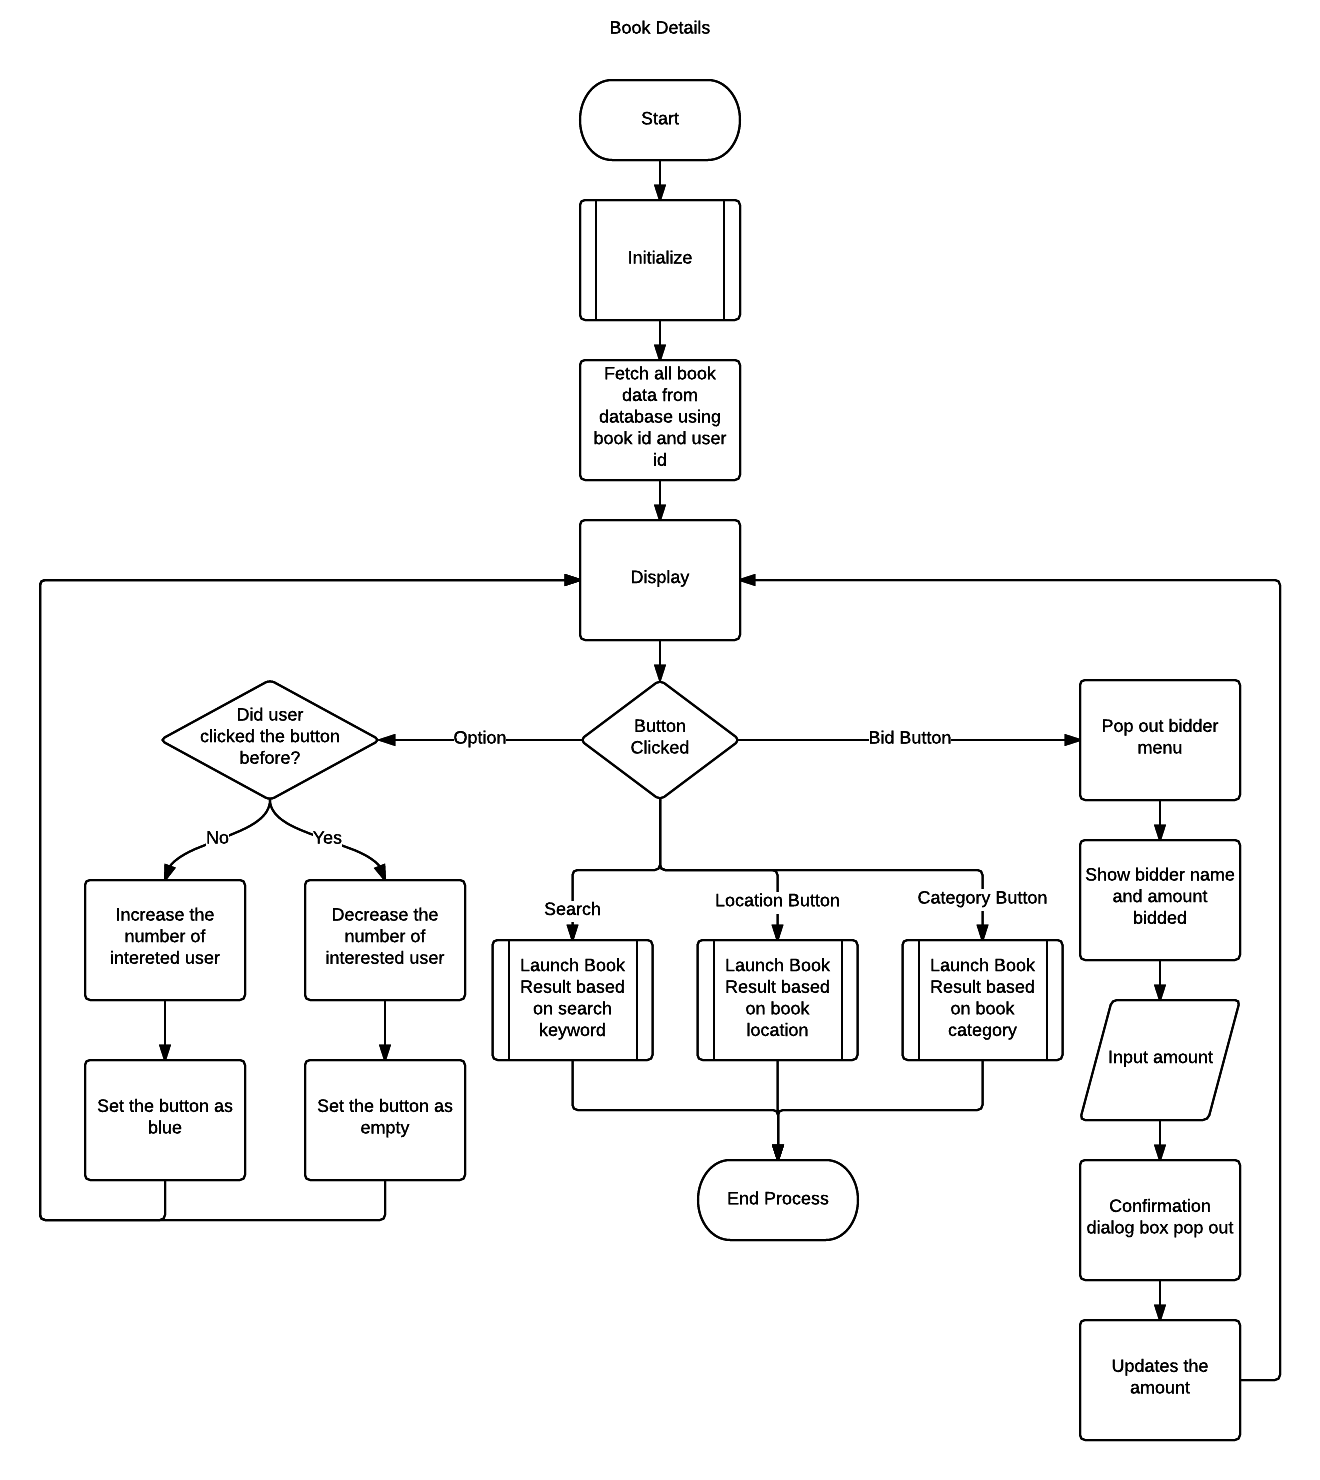 Book Details
Start
Initialize
Fetch all book
data from
database using
book id and user
id
Display
Did user
clicked the button
before?
Option
Button
Clicked
Bid Button
Pop out bidder
menu
No
Yes
Increase the
number of
intereted user
Decrease the
number of
interested user
Search
Location Button
Category Button
Show bidder name
and amount
bidded
Launch Book
Result based
on search
keyword
Launch Book
Result based
on book
location
Launch Book
Result based
on book
category
Input amount
Set the button as
blue
Set the button as
empty
End Process
Confirmation
dialog box pop out
Updates the
amount